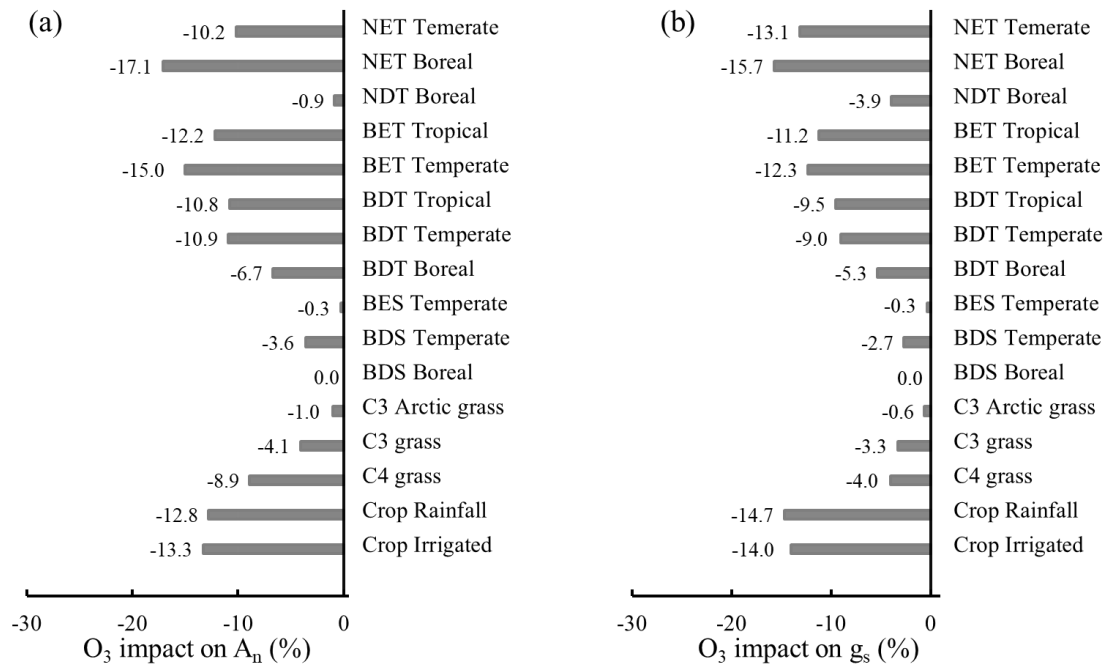 (a)
-10.2 NET Temerate
-17.1 NET Boreal
-0.9 NDT Boreal
-12.2 BET Tropical
-15.0 BET Temperate
-10.8 BDT Tropical
-10.9 BDT Temperate
-6.7 BDT Boreal
-0.3 BES Temperate
-3.6 BDS Temperate
0.0 BDS Boreal
-1.0 C3 Arctic grass
-4.1 C3 grass
-8.9 C4 grass
-12.8 Crop Rainfall
-13.3 Crop Irrigated
-30 -20 -10 0
O₃ impact on Aₙ (%)
(b)
-13.1 NET Temerate
-15.7 NET Boreal
-3.9 NDT Boreal
-11.2 BET Tropical
-12.3 BET Temperate
-9.5 BDT Tropical
-9.0 BDT Temperate
-5.3 BDT Boreal
-0.3 BES Temperate
-2.7 BDS Temperate
0.0 BDS Boreal
-0.6 C3 Arctic grass
-3.3 C3 grass
-4.0 C4 grass
-14.7 Crop Rainfall
-14.0 Crop Irrigated
-30 -20 -10 0
O₃ impact on gₛ (%)